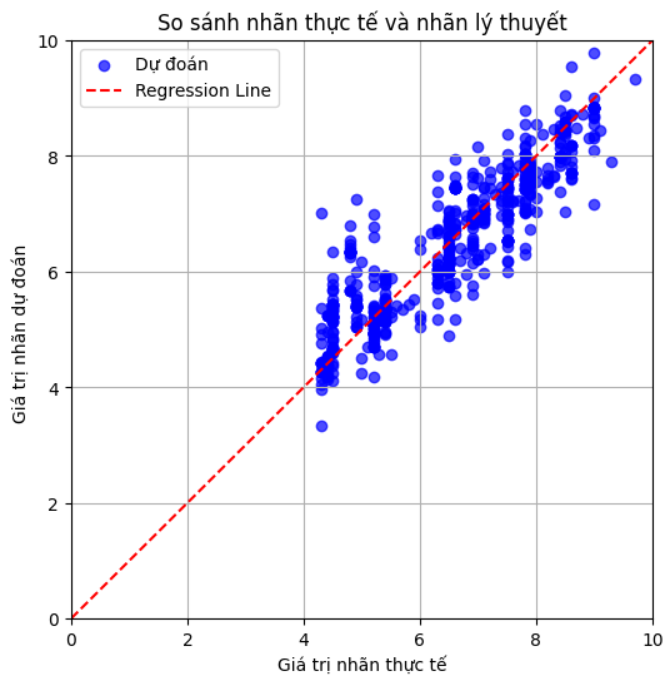 So sánh nhãn thực tế và nhãn lý thuyết
Dự đoán
Regression Line
Giá trị nhãn dự đoán
10
8
6
4
2
0
0 2 4 6 8 10
Giá trị nhãn thực tế